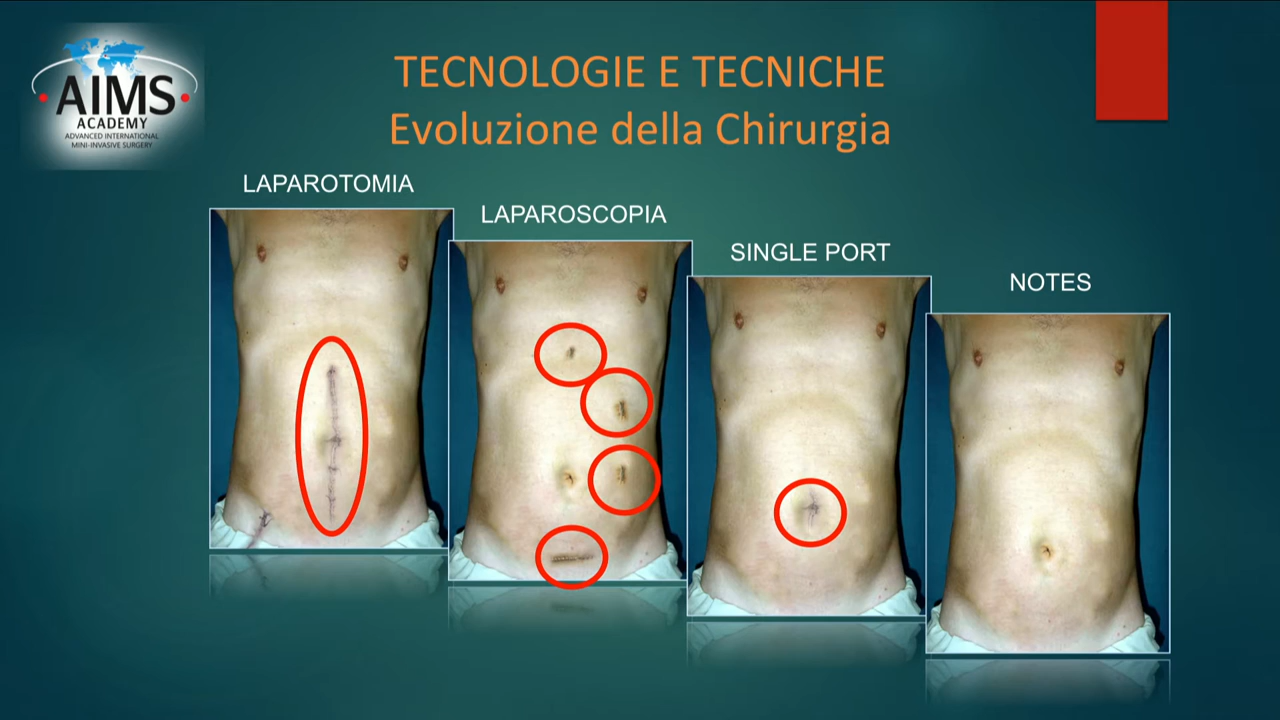 AIMS
ACADEMY
ADVANCED INTERNATIONAL
MINI-INVASIVE SURGERY
TECNOLOGIE E TECNICHE
Evoluzione della Chirurgia
LAPAROTOMIA
LAPAROSCOPIA
SINGLE PORT
NOTES